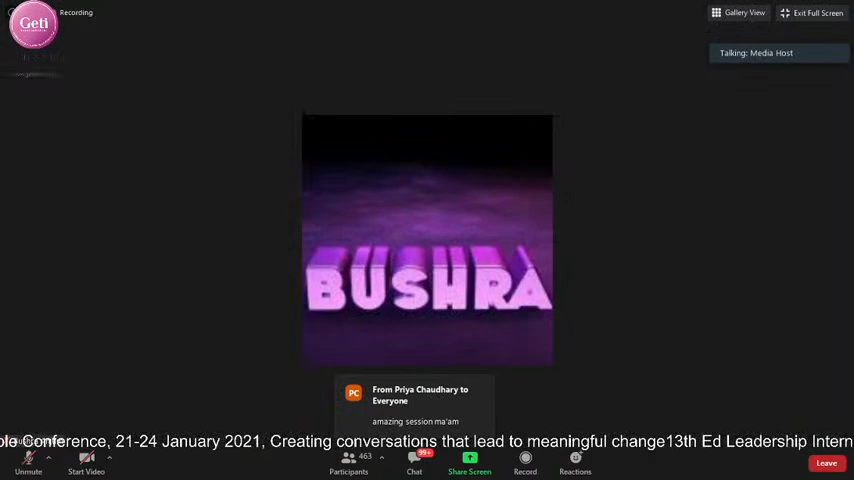 Geti
Recording
Gallery View
Exit Full Screen
Talking: Media Host
BUSHRA
PC
From Priya Chaudhary to
Everyone
amazing session ma'am
ole Conference, 21-24 January 2021, Creating conversations that lead to meaningful change13th Ed Leadership Intern
Unmute
Start Video
463
Participants
99+
Chat
Share Screen
Record
Reactions
Leave